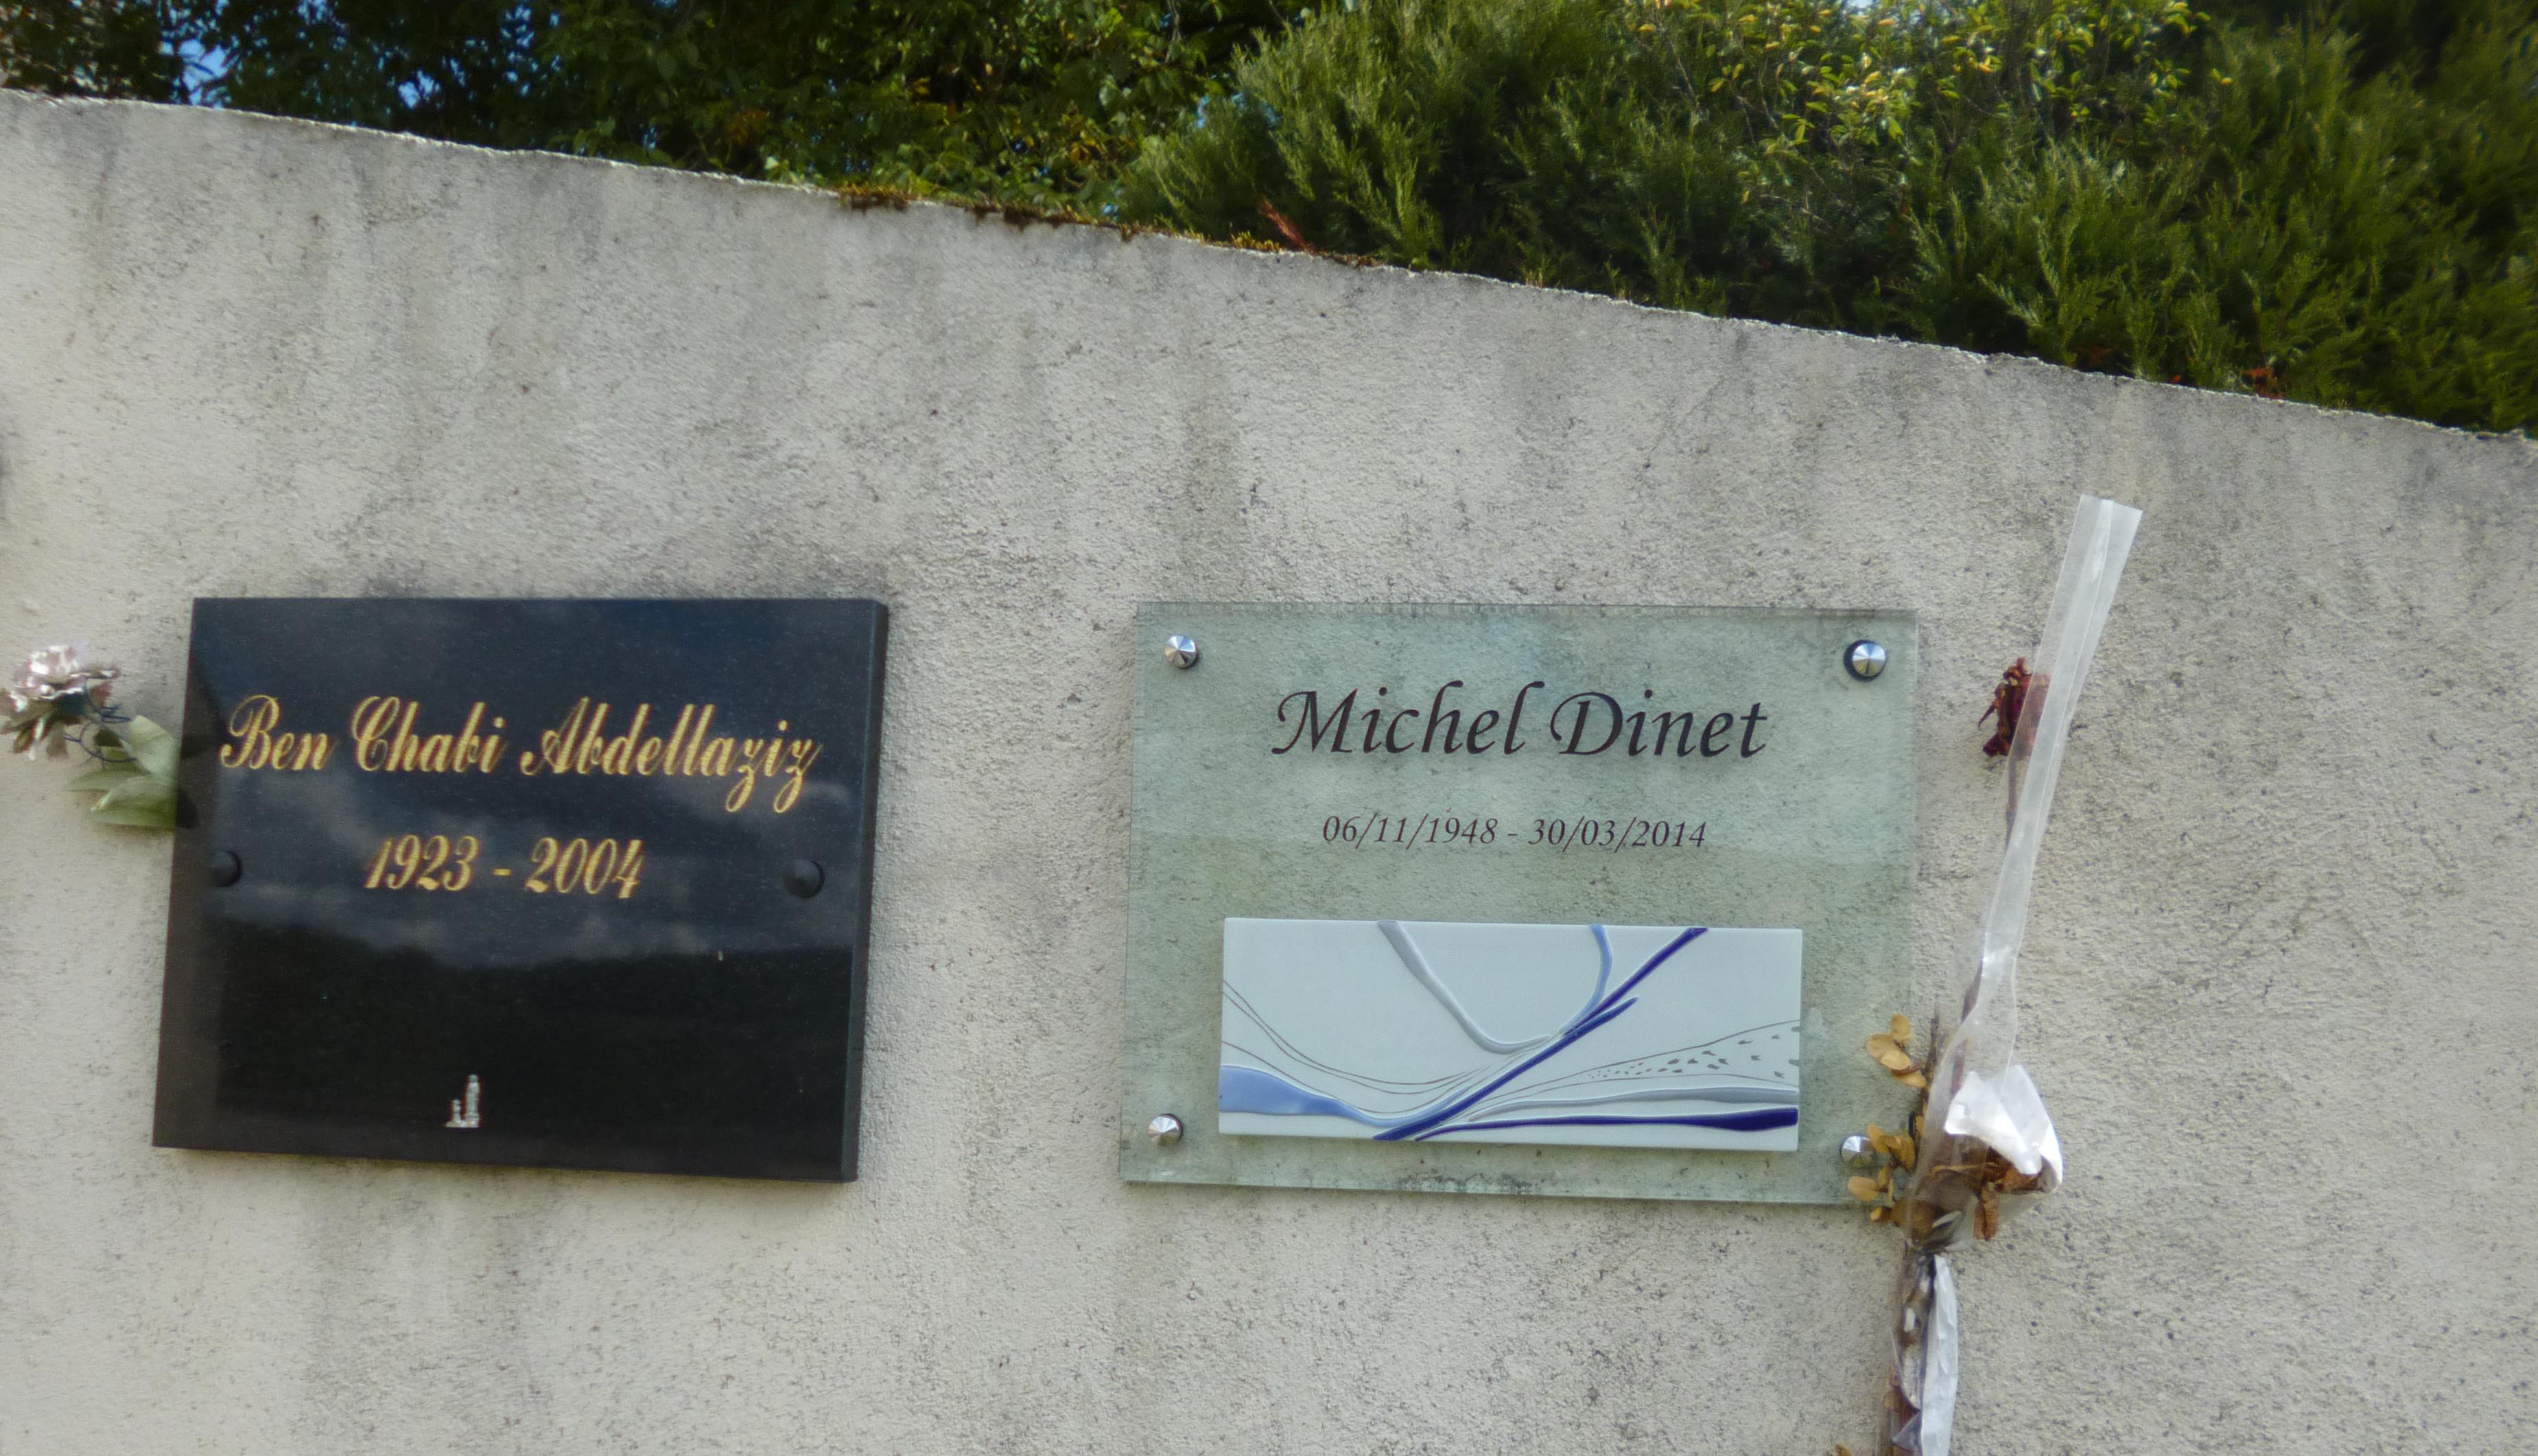 Ben Chabi Abdellaziz
1923 - 2004
Michel Dinet
06/11/1948 - 30/03/2014